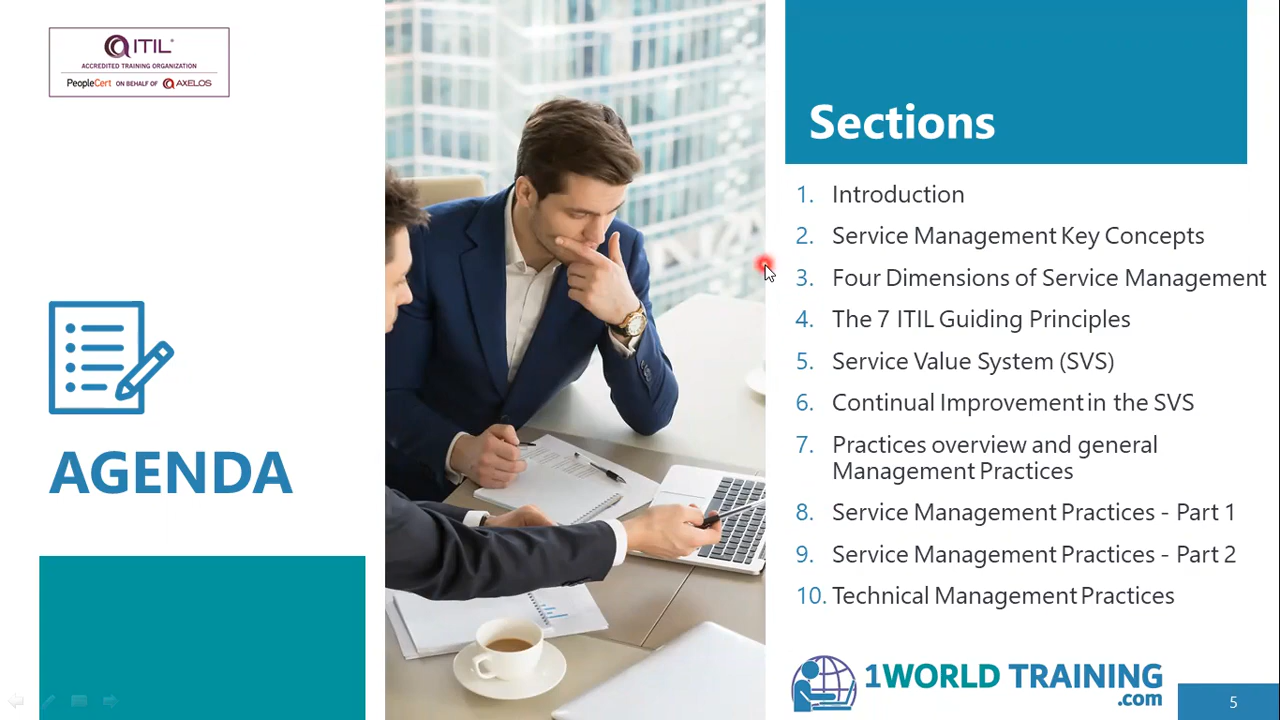 ITIL®
ACCREDITED TRAINING ORGANIZATION
PeopleCert ON BEHALF OF AXELOS
AGENDA
Sections
1. Introduction
2. Service Management Key Concepts
3. Four Dimensions of Service Management
4. The 7 ITIL Guiding Principles
5. Service Value System (SVS)
6. Continual Improvement in the SVS
7. Practices overview and general
Management Practices
8. Service Management Practices - Part 1
9. Service Management Practices - Part 2
10. Technical Management Practices
1WORLD TRAINING
.com
5